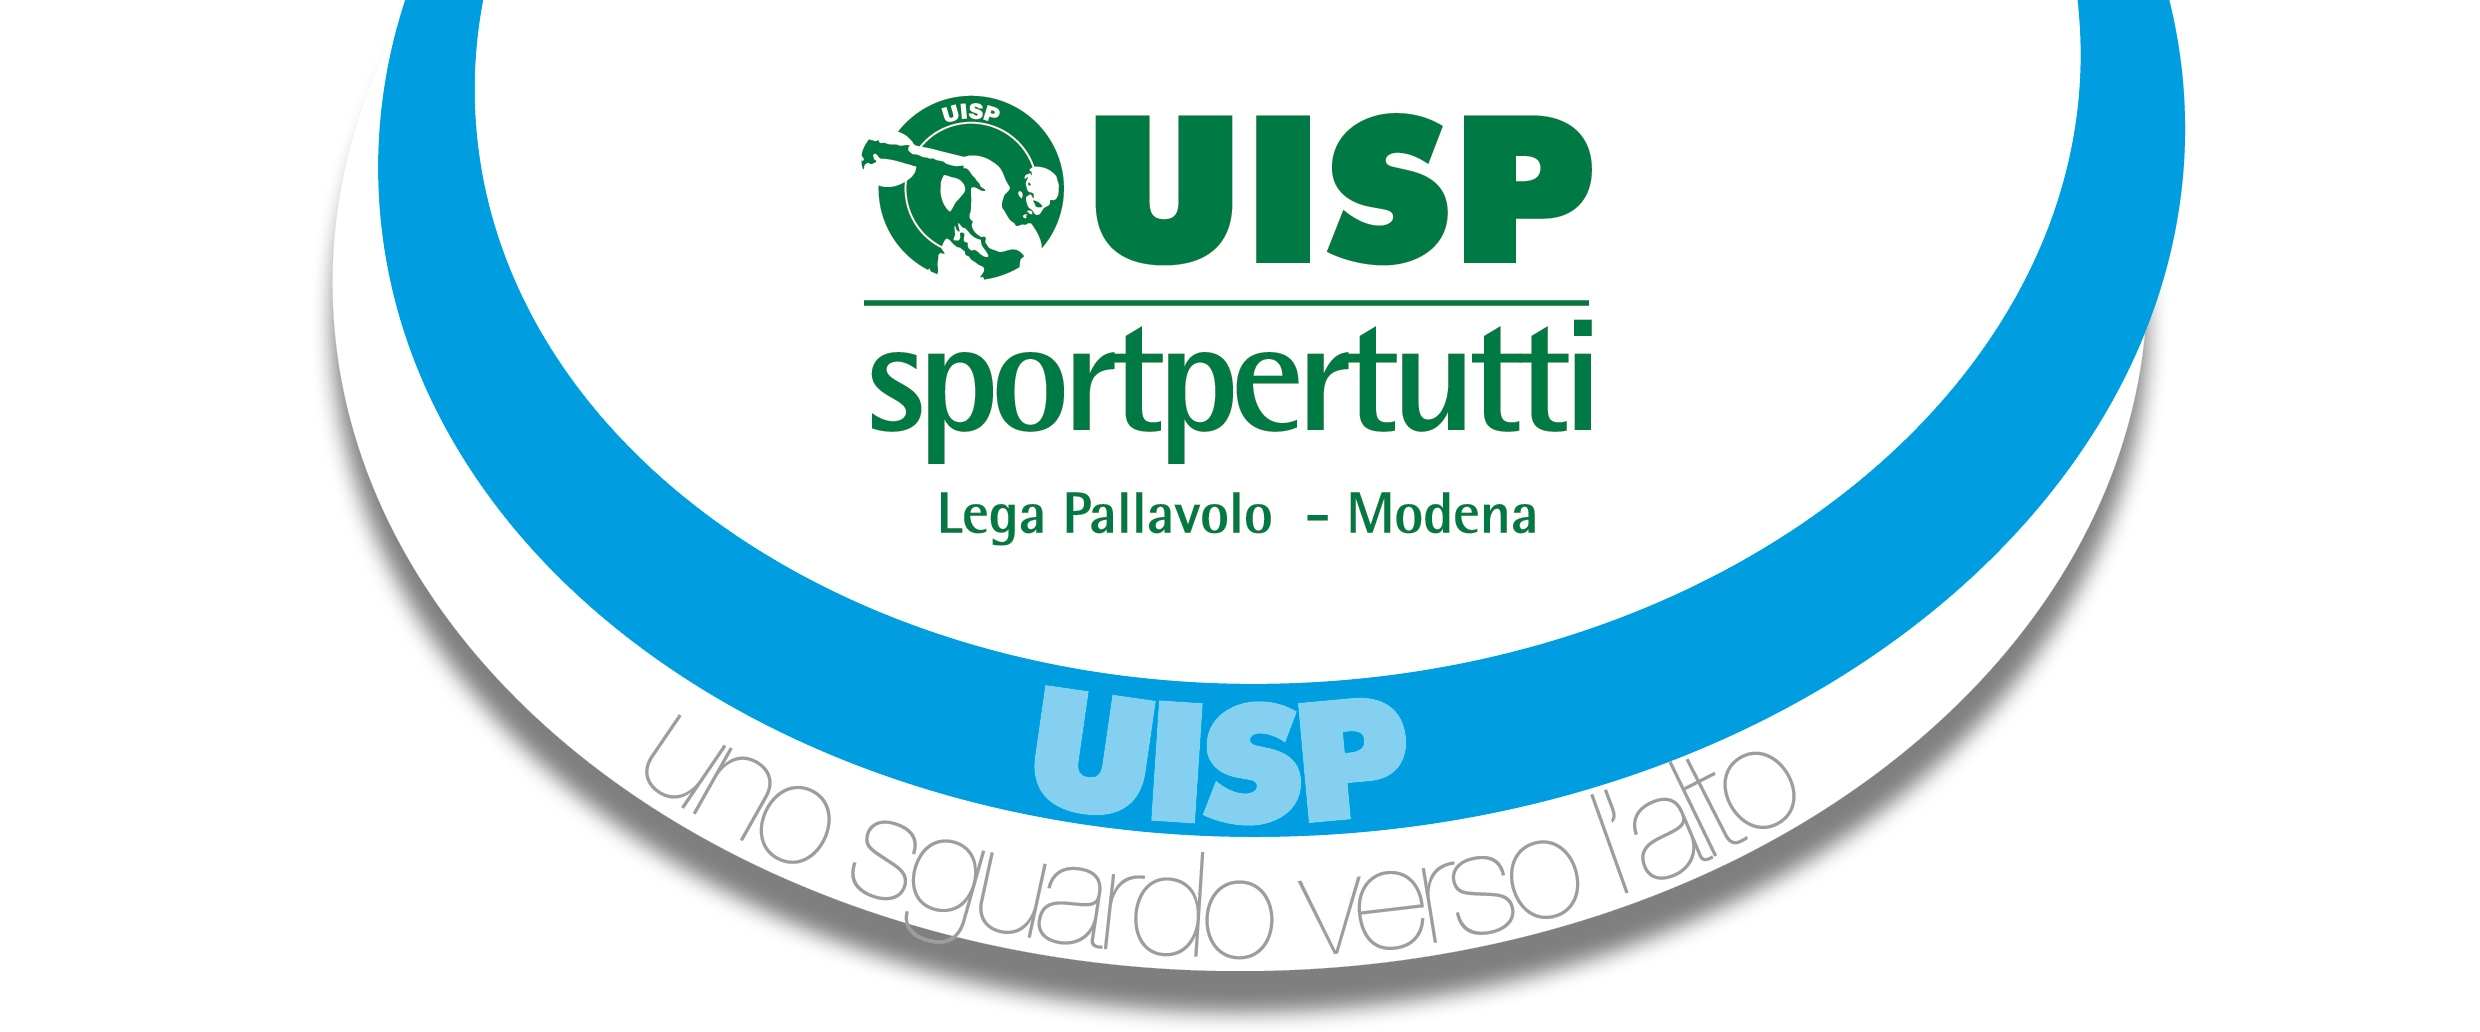 UISP
UISP
sportpertutti
Lega Pallavolo - Modena
UISP
uno sguardo verso l'alto